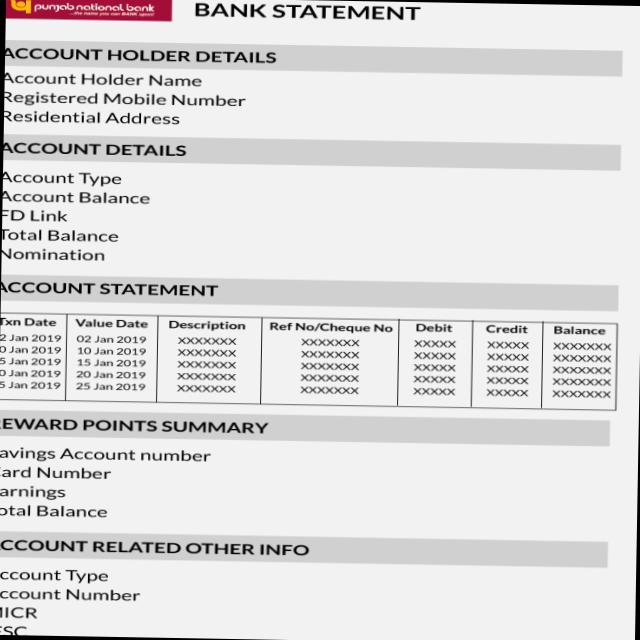 punjab national bank
...the name you can BANK upon!
BANK STATEMENT
ACCOUNT HOLDER DETAILS
Account Holder Name
Registered Mobile Number
Residential Address
ACCOUNT DETAILS
Account Type
Account Balance
FD Link
Total Balance
Nomination
ACCOUNT STATEMENT
Txn Date Value Date Description Ref No/Cheque No Debit Credit Balance
2 Jan 2019 02 Jan 2019 XXXXXXX XXXXXXX XXXXX XXXXX XXXXXXX
0 Jan 2019 10 Jan 2019 XXXXXXX XXXXXXX XXXXX XXXXX XXXXXXX
5 Jan 2019 15 Jan 2019 XXXXXXX XXXXXXX XXXXX XXXXX XXXXXXX
0 Jan 2019 20 Jan 2019 XXXXXXX XXXXXXX XXXXX XXXXX XXXXXXX
5 Jan 2019 25 Jan 2019 XXXXXXX XXXXXXX XXXXX XXXXX XXXXXXX
EWARD POINTS SUMMARY
avings Account number
ard Number
arnings
otal Balance
CCOUNT RELATED OTHER INFO
ccount Type
ccount Number
MICR
FSC